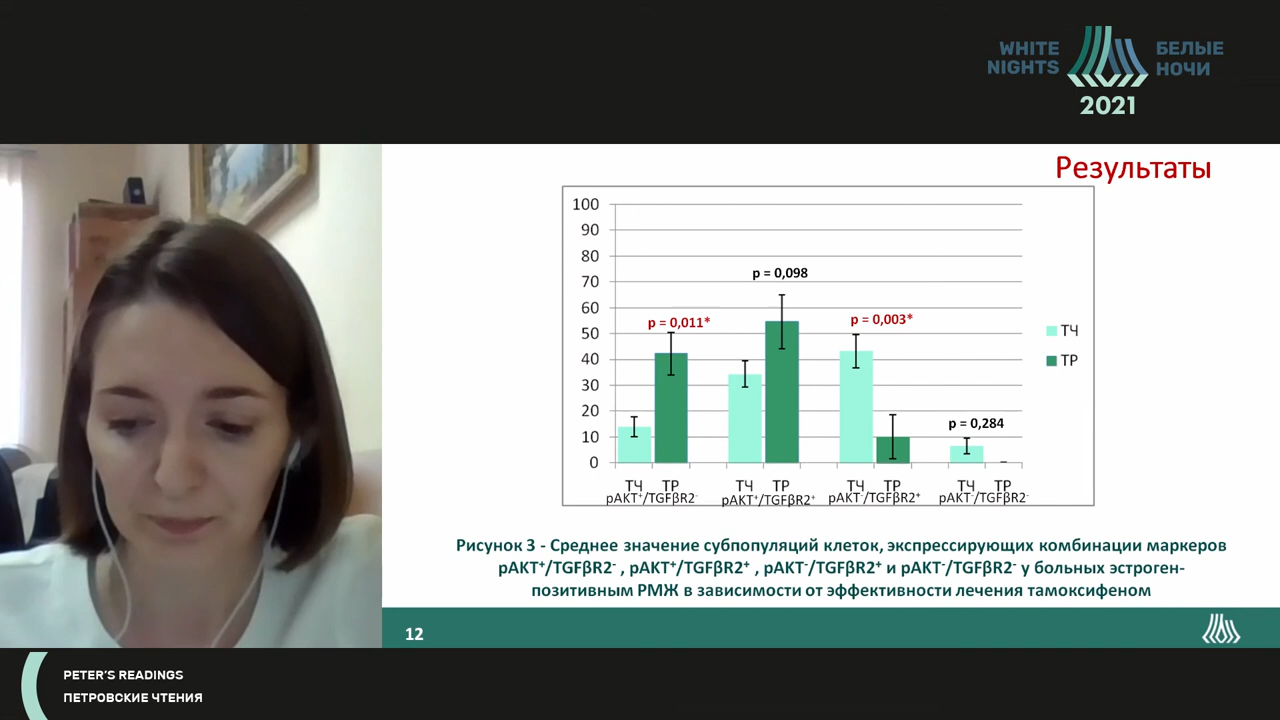 WHITE
NIGHTS
БЕЛЫЕ
НОЧИ
2021
Результаты
100
90
80
70
60
50
40
30
20
10
0
p = 0,011*
p = 0,098
p = 0,003*
p = 0,284
ТЧ
ТР
ТЧ ТР ТЧ ТР ТЧ ТР ТЧ ТР
pAKT⁺/TGFβR2⁻ pAKT⁺/TGFβR2⁺ pAKT⁻/TGFβR2⁺ pAKT⁻/TGFβR2⁻
Рисунок 3 - Среднее значение субпопуляций клеток, экспрессирующих комбинации маркеров
pAKT⁺/TGFβR2⁻ , pAKT⁺/TGFβR2⁺ , pAKT⁻/TGFβR2⁺ и pAKT⁻/TGFβR2⁻ у больных эстроген-
позитивным РМЖ в зависимости от эффективности лечения тамоксифеном
12
PETER'S READINGS
ПЕТРОВСКИЕ ЧТЕНИЯ